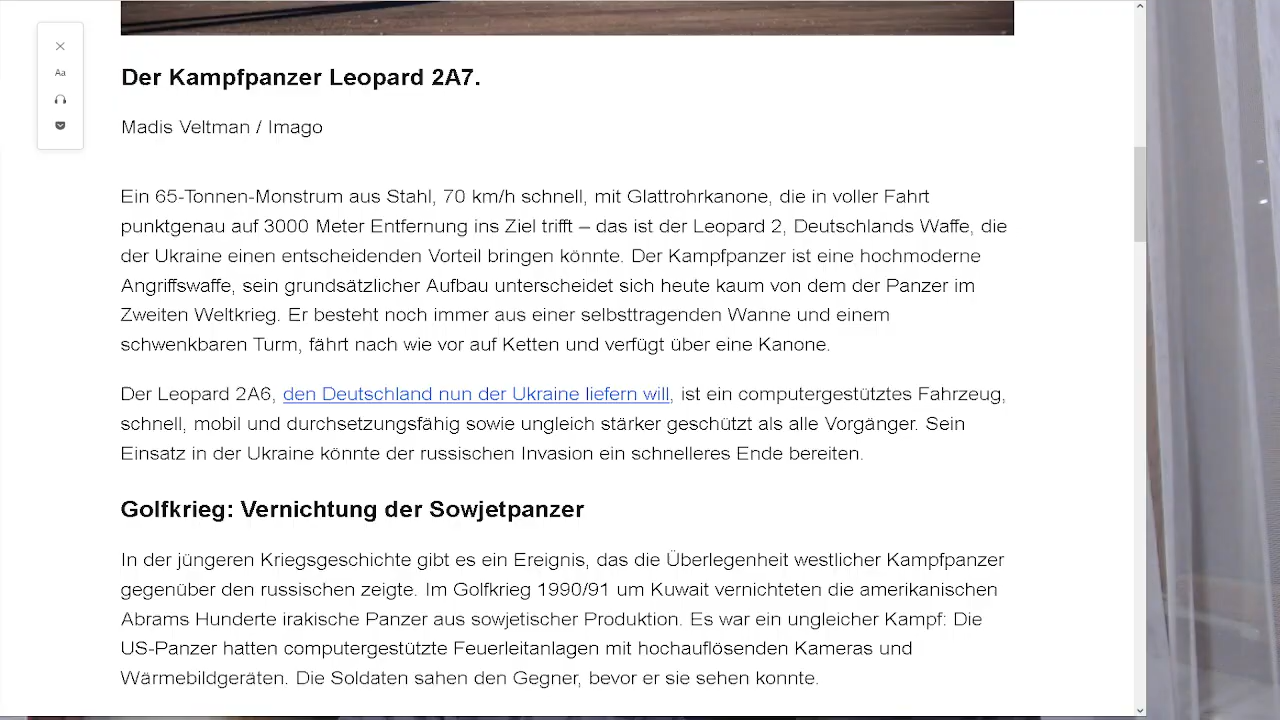 Aa
Der Kampfpanzer Leopard 2A7.
Madis Veltman / Imago
Ein 65-Tonnen-Monstrum aus Stahl, 70 km/h schnell, mit Glattrohrkanone, die in voller Fahrt
punktgenau auf 3000 Meter Entfernung ins Ziel trifft – das ist der Leopard 2, Deutschlands Waffe, die
der Ukraine einen entscheidenden Vorteil bringen könnte. Der Kampfpanzer ist eine hochmoderne
Angriffswaffe, sein grundsätzlicher Aufbau unterscheidet sich heute kaum von dem der Panzer im
Zweiten Weltkrieg. Er besteht noch immer aus einer selbsttragenden Wanne und einem
schwenkbaren Turm, fährt nach wie vor auf Ketten und verfügt über eine Kanone.
Der Leopard 2A6, den Deutschland nun der Ukraine liefern will, ist ein computergestütztes Fahrzeug,
schnell, mobil und durchsetzungsfähig sowie ungleich stärker geschützt als alle Vorgänger. Sein
Einsatz in der Ukraine könnte der russischen Invasion ein schnelleres Ende bereiten.
Golfkrieg: Vernichtung der Sowjetpanzer
In der jüngeren Kriegsgeschichte gibt es ein Ereignis, das die Überlegenheit westlicher Kampfpanzer
gegenüber den russischen zeigte. Im Golfkrieg 1990/91 um Kuwait vernichteten die amerikanischen
Abrams Hunderte irakische Panzer aus sowjetischer Produktion. Es war ein ungleicher Kampf: Die
US-Panzer hatten computergestützte Feuerleitanlagen mit hochauflösenden Kameras und
Wärmebildgeräten. Die Soldaten sahen den Gegner, bevor er sie sehen konnte.